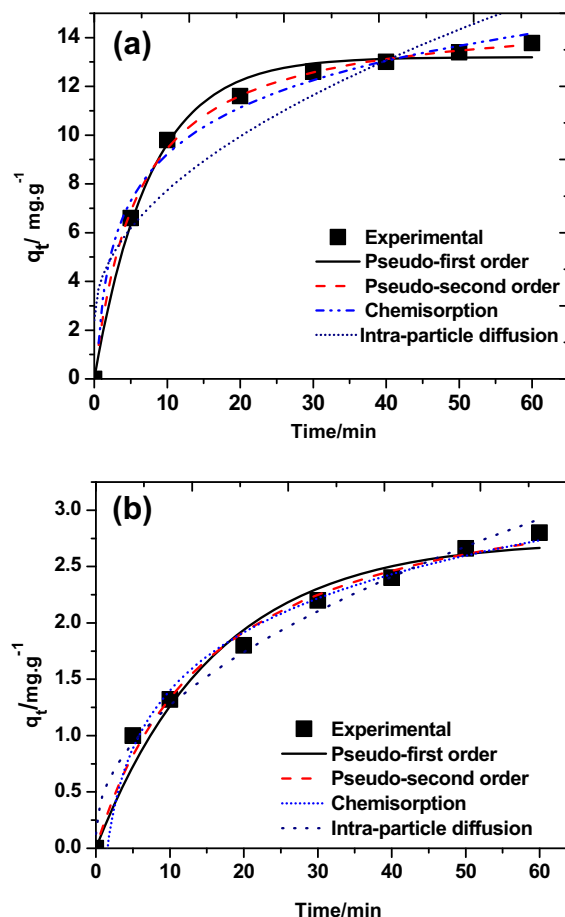 (a)
14
12
10
8
6
4
2
0
qt/ mg.g-1
Experimental
Pseudo-first order
Pseudo-second order
Chemisorption
Intra-particle diffusion
0 10 20 30 40 50 60
Time/min
(b)
3.0
2.5
2.0
1.5
1.0
0.5
0.0
qt/mg.g-1
Experimental
Pseudo-first order
Pseudo-second order
Chemisorption
Intra-particle diffusion
0 10 20 30 40 50 60
Time/min